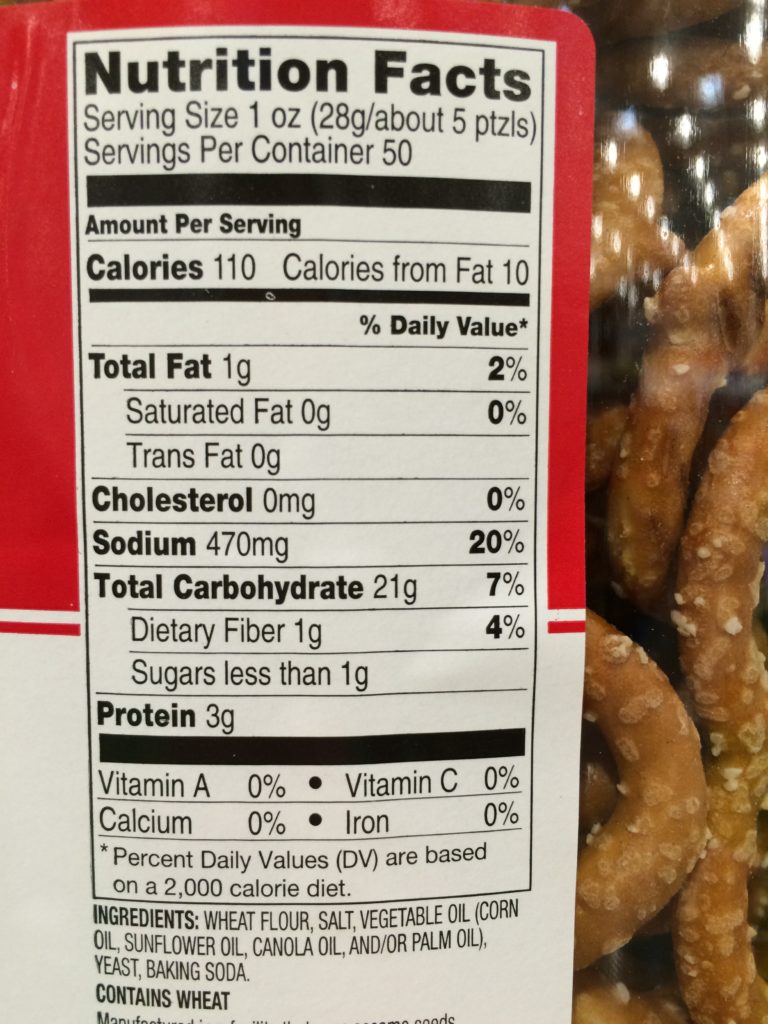 Nutrition Facts
Serving Size 1 oz (28g/about 5 ptzls)
Servings Per Container 50
Amount Per Serving
Calories 110 Calories from Fat 10
% Daily Value*
Total Fat 1g 2%
Saturated Fat 0g 0%
Trans Fat 0g
Cholesterol 0mg 0%
Sodium 470mg 20%
Total Carbohydrate 21g 7%
Dietary Fiber 1g 4%
Sugars less than 1g
Protein 3g
Vitamin A 0% • Vitamin C 0%
Calcium 0% • Iron 0%
* Percent Daily Values (DV) are based
on a 2,000 calorie diet.
INGREDIENTS: WHEAT FLOUR, SALT, VEGETABLE OIL (CORN
OIL, SUNFLOWER OIL, CANOLA OIL, AND/OR PALM OIL),
YEAST, BAKING SODA.
CONTAINS WHEAT
Manufactured in a facility that